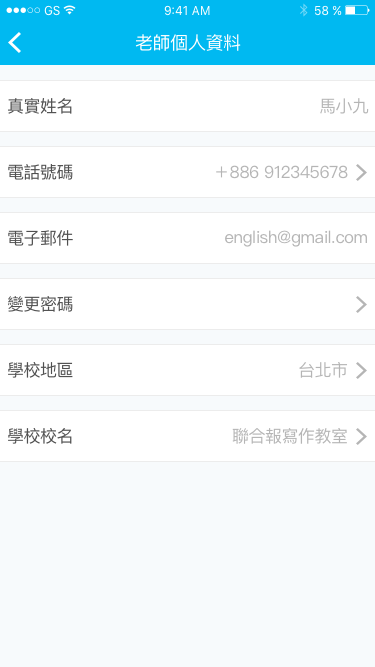 GS 9:41 AM 58 %
老師個人資料
真實姓名 馬小九
電話號碼 +886 912345678
電子郵件 english@gmail.com
變更密碼
學校地區 台北市
學校校名 聯合報寫作教室